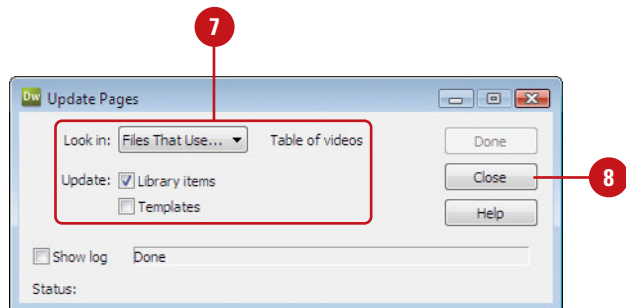 7
Dw Update Pages
Look in: Files That Use... Table of videos
Done
Update: Library items
Close
8
Templates
Help
Show log Done
Status: